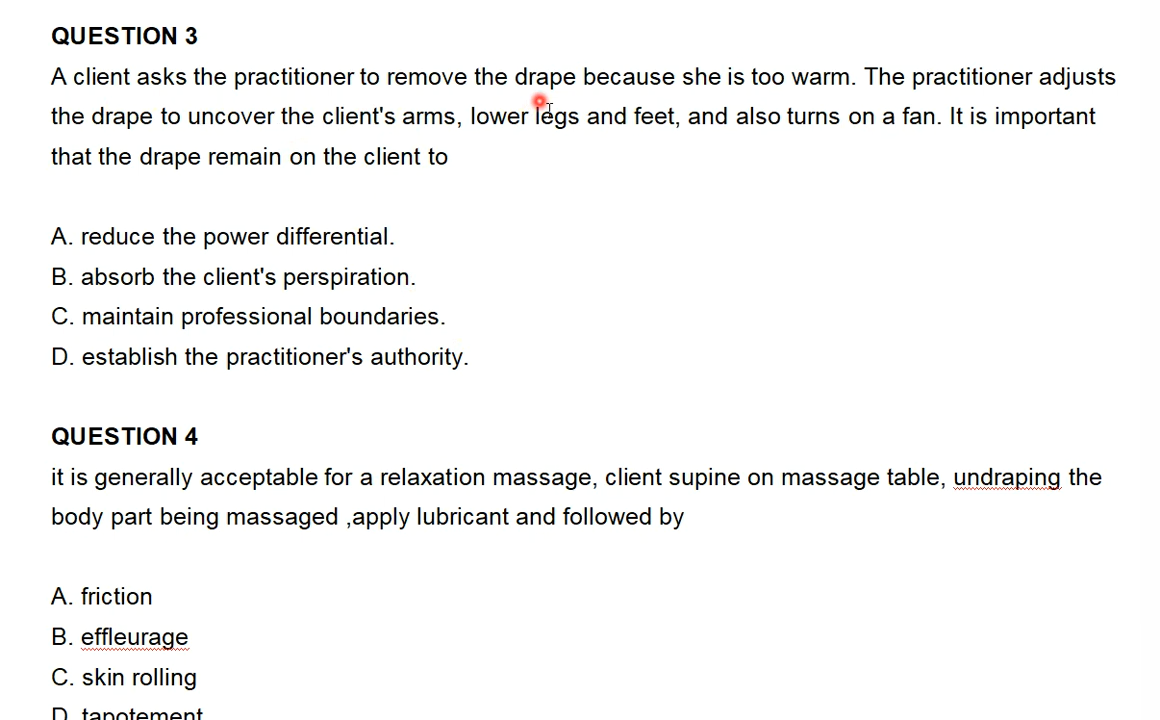 QUESTION 3
A client asks the practitioner to remove the drape because she is too warm. The practitioner adjusts
the drape to uncover the client's arms, lower legs and feet, and also turns on a fan. It is important
that the drape remain on the client to
A. reduce the power differential.
B. absorb the client's perspiration.
C. maintain professional boundaries.
D. establish the practitioner's authority.
QUESTION 4
it is generally acceptable for a relaxation massage, client supine on massage table, undraping the
body part being massaged ,apply lubricant and followed by
A. friction
B. effleurage
C. skin rolling
D. tapotement